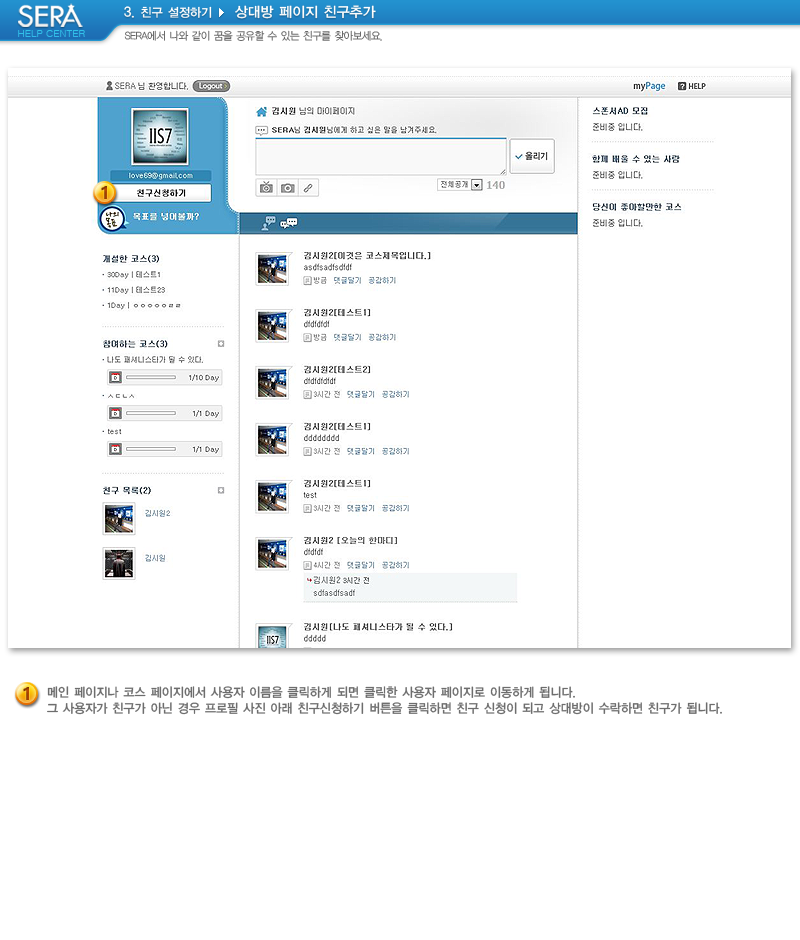 SERA
HELP CENTER
3. 친구 설정하기 ▶ 상대방 페이지 친구추가
SERA에서 나와 같이 꿈을 공유할 수 있는 친구를 찾아보세요.
SERA 님 환영합니다. Logout
myPage ? HELP
IIS7
love69@gmail.com
1 친구신청하기
나의 목표 목표를 넣어볼까?
개설한 코스(3)
· 30Day | 테스트1
· 11Day | 테스트23
· 1Day | ㅇㅇㅇㅇㅇㄹㄹ
참여하는 코스(3)
· 나도 패셔니스타가 될 수 있다.
D 1/10 Day
· ㅅㄷㄴㅅ
D 1/1 Day
· test
D 1/1 Day
친구 목록(2)
김시원2
김시원
김시원 님의 마이페이지
SERA님 김시원님에게 하고 싶은 말을 남겨주세요.
올리기
전체공개 140
김시원2[이것은 코스제목입니다.]
asdfsadfsdfdf
방금 댓글달기 공감하기
김시원2[테스트1]
dfdfdfdf
방금 댓글달기 공감하기
김시원2[테스트2]
dfdfdfdfdf
3시간 전 댓글달기 공감하기
김시원2[테스트1]
dddddddd
3시간 전 댓글달기 공감하기
김시원2[테스트1]
test
3시간 전 댓글달기 공감하기
김시원2 [오늘의 한마디]
dfdfdf
4시간 전 댓글달기 공감하기
김시원2 3시간 전
sdfasdfsadf
IIS7
김시원[나도 패셔니스타가 될 수 있다.]
ddddd
스폰서AD 모집
준비중 입니다.
함께 배울 수 있는 사람
준비중 입니다.
당신이 좋아할만한 코스
준비중 입니다.
1 메인 페이지나 코스 페이지에서 사용자 이름을 클릭하게 되면 클릭한 사용자 페이지로 이동하게 됩니다.
그 사용자가 친구가 아닌 경우 프로필 사진 아래 친구신청하기 버튼을 클릭하면 친구 신청이 되고 상대방이 수락하면 친구가 됩니다.